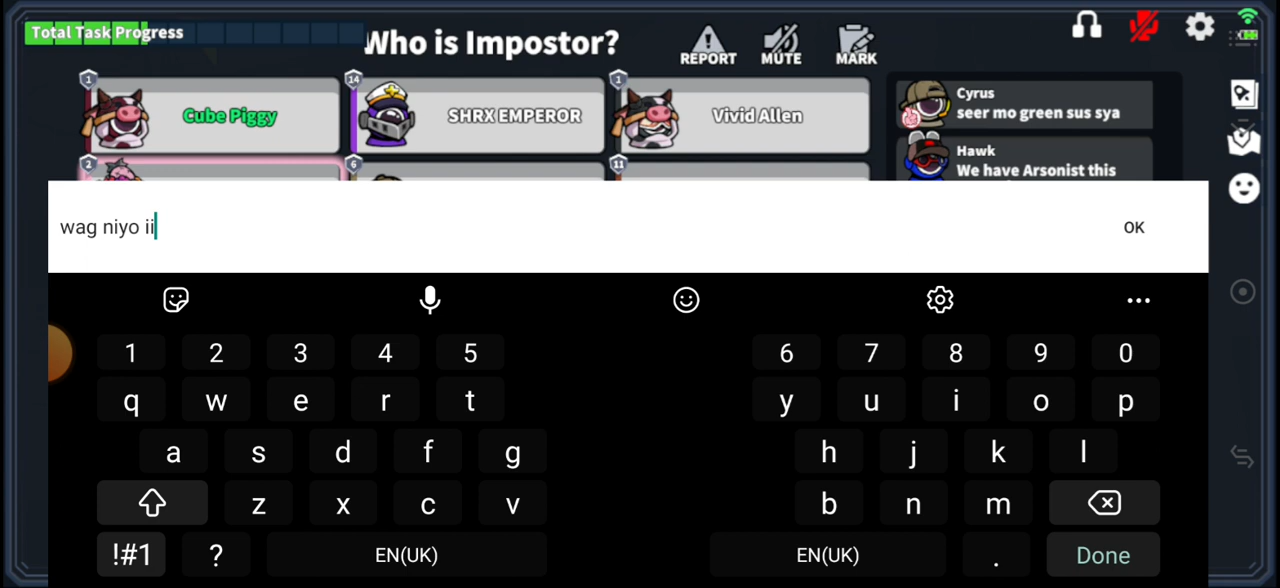 Total Task Progress
Who is Impostor?
REPORT
MUTE
MARK
1
Cube Piggy
14
SHRX EMPEROR
1
Vivid Allen
Cyrus
seer mo green sus sya
Hawk
We have Arsonist this
2
6
11
wag niyo ii
OK
1 2 3 4 5 6 7 8 9 0
q w e r t y u i o p
a s d f g h j k l
z x c v b n m
!#1 ? EN(UK) EN(UK) . Done